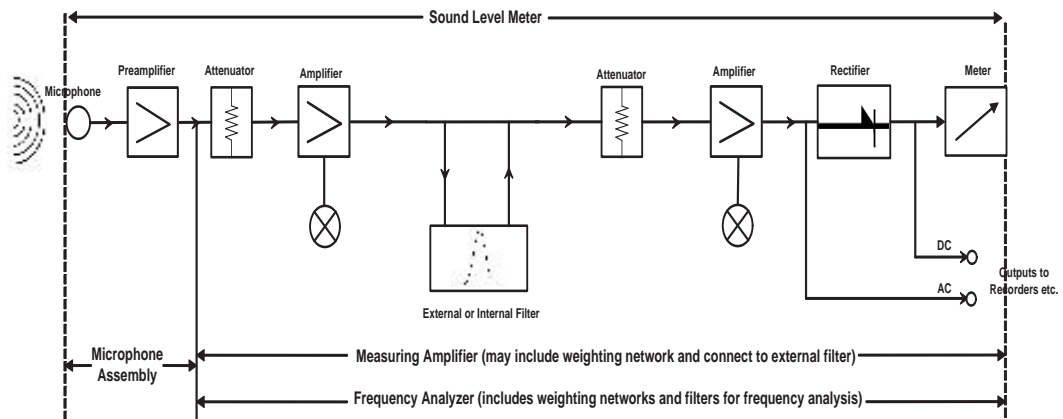 Sound Level Meter
Microphone
Preamplifier
Attenuator
Amplifier
Attenuator
Amplifier
Rectifier
Meter
External or Internal Filter
DC
AC
Outputs to
Recorders etc.
Microphone
Assembly
Measuring Amplifier (may include weighting network and connect to external filter)
Frequency Analyzer (includes weighting networks and filters for frequency analysis)